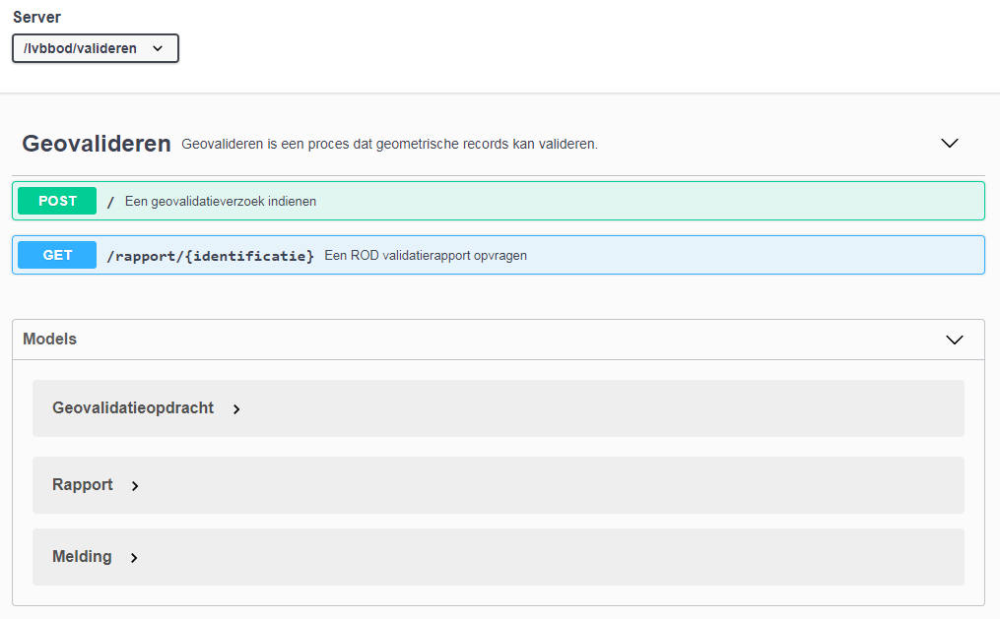 Server
/lvbbod/valideren
Geovalideren Geovalideren is een proces dat geometrische records kan valideren.
POST / Een geovalidatieverzoek indienen
GET /rapport/{identificatie} Een ROD validatierapport opvragen
Models
Geovalidatieopdracht
Rapport
Melding